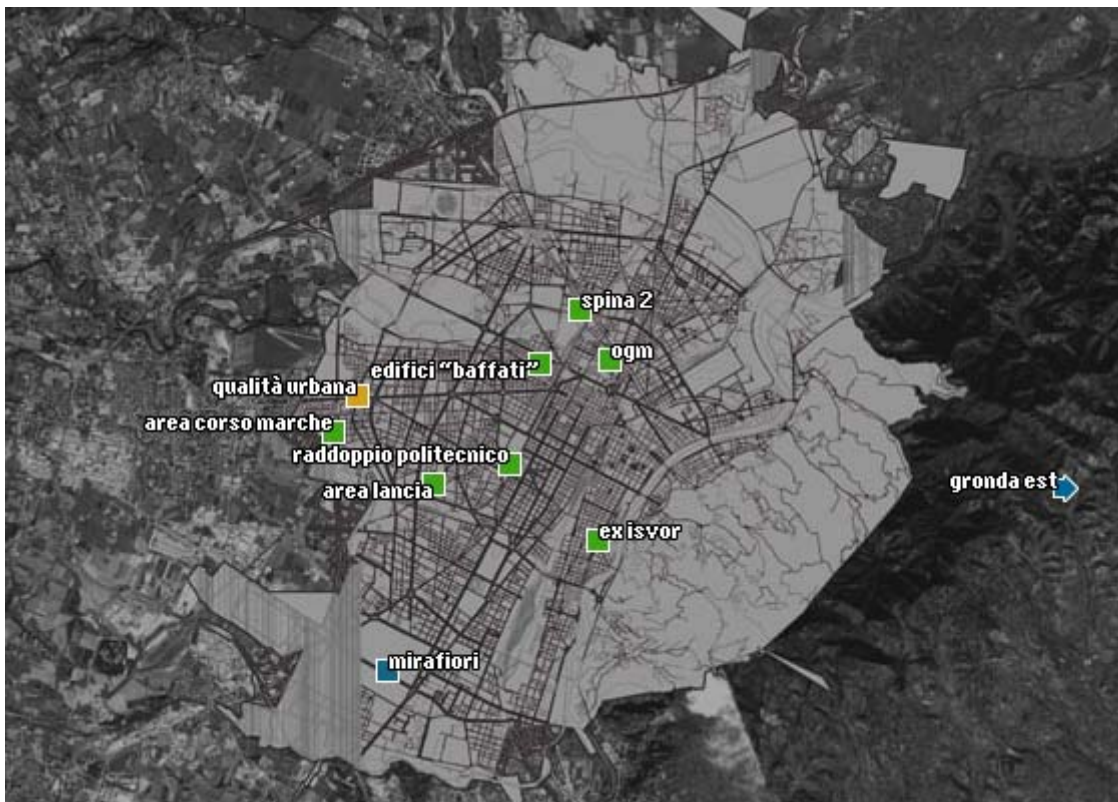 spina 2
ogm
edifici "baffati"
qualità urbana
area corso marche
raddoppio politecnico
area lancia
gronda est
ex isvor
mirafiori